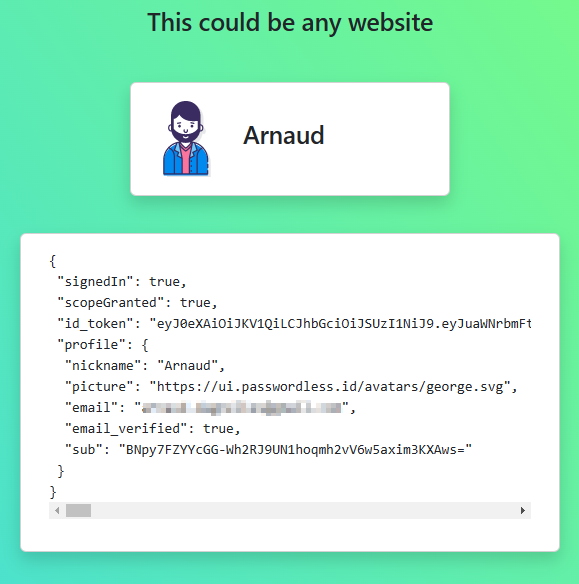 This could be any website
Arnaud
{
"signedIn": true,
"scopeGranted": true,
"id_token": "eyJ0eXAiOiJKV1QiLCJhbGciOiJSUzI1NiJ9.eyJuaWNrbmFt
"profile": {
"nickname": "Arnaud",
"picture": "https://ui.passwordless.id/avatars/george.svg",
"email": "
",
"email_verified": true,
"sub": "BNpy7FZYYcGG-Wh2RJ9UN1hoqmh2vV6w5axim3KXAws="
}
}